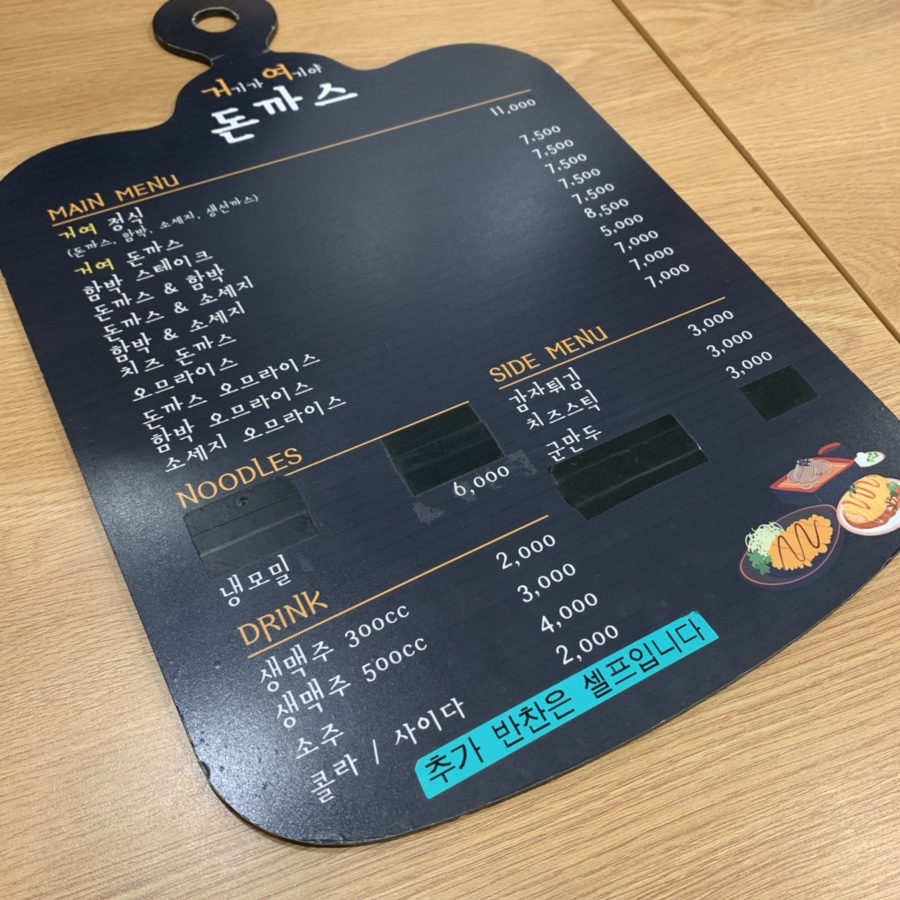 거기가 여기야
돈까스
MAIN MENU
거여 정식 11,000
(돈까스, 함박, 소세지, 생선까스)
거여 돈까스 7,500
함박 스테이크 7,500
돈까스 & 함박 7,500
돈까스 & 소세지 7,500
함박 & 소세지 7,500
치즈 돈까스 8,500
오므라이스 5,000
돈까스 오므라이스 7,000
함박 오므라이스 7,000
소세지 오므라이스 7,000
NOODLES
냉모밀 6,000
SIDE MENU
감자튀김 3,000
치즈스틱 3,000
군만두 3,000
DRINK
생맥주 300cc 2,000
생맥주 500cc 3,000
소주 4,000
콜라 / 사이다 2,000
추가 반찬은 셀프입니다